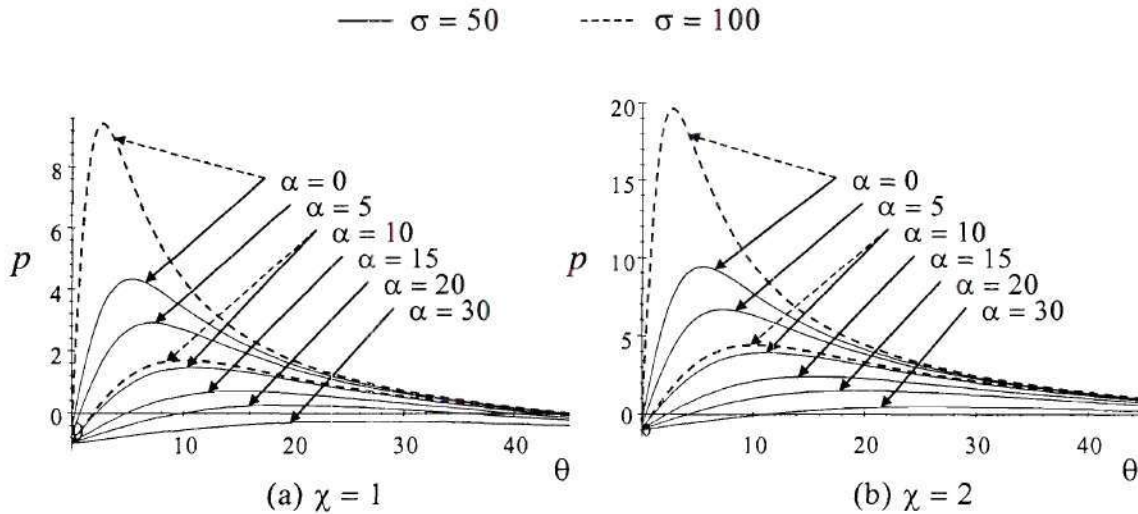 σ = 50 σ = 100
8
6
4
2
0
p
α = 0
α = 5
α = 10
α = 15
α = 20
α = 30
10 20 30 40
θ
(a) χ = 1
20
15
10
5
0
p
α = 0
α = 5
α = 10
α = 15
α = 20
α = 30
10 20 30 40
θ
(b) χ = 2